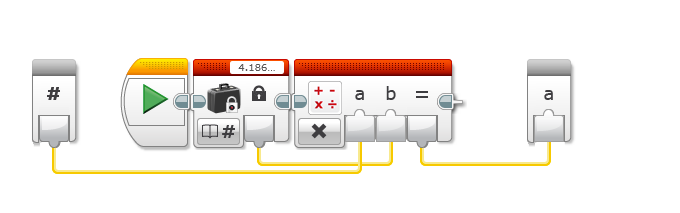 4.186...
# a b = a
+ -
× ÷
#